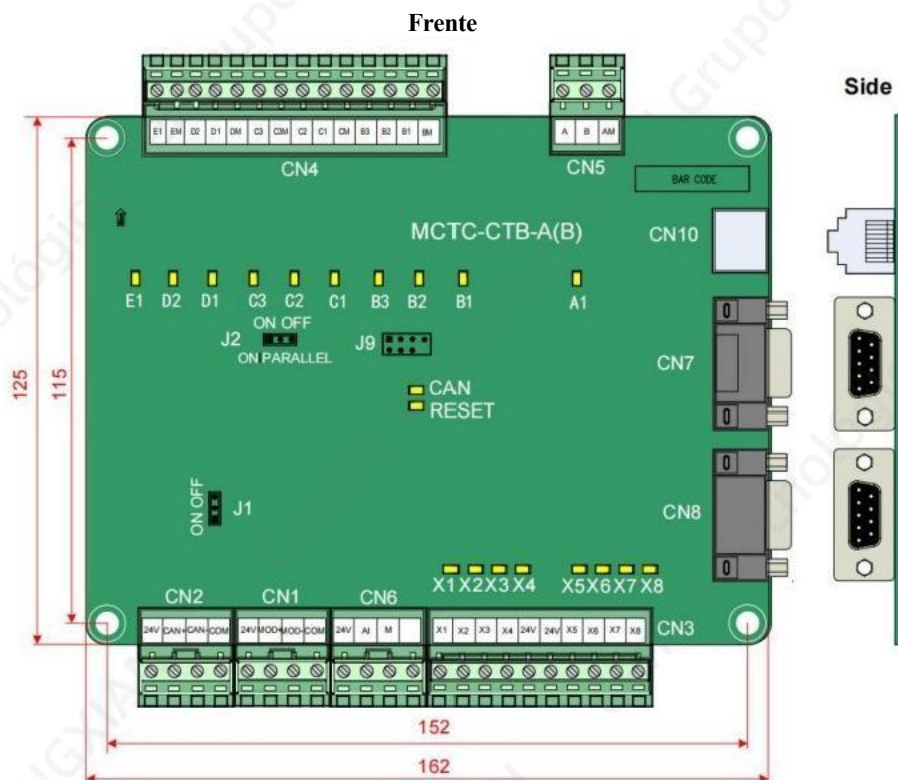 Frente
Side
E1 EM D2 D1 DM C3 C3M C2 C1 CM B3 B2 B1 BM
A B AM
CN4
CN5
BAR CODE
MCTC-CTB-A(B)
CN10
E1 D2 D1 C3 C2 C1 B3 B2 B1 A1
ON OFF
J2
J9
ON PARALLEL
CN7
CAN
RESET
125
115
ON OFF
J1
CN8
X1 X2 X3 X4 X5 X6 X7 X8
CN2 CN1 CN6
24V CAN+ CAN- COM 24V MOD+ MOD- COM 24V AI M
X1 X2 X3 X4 24V 24V X5 X6 X7 X8
CN3
152
162